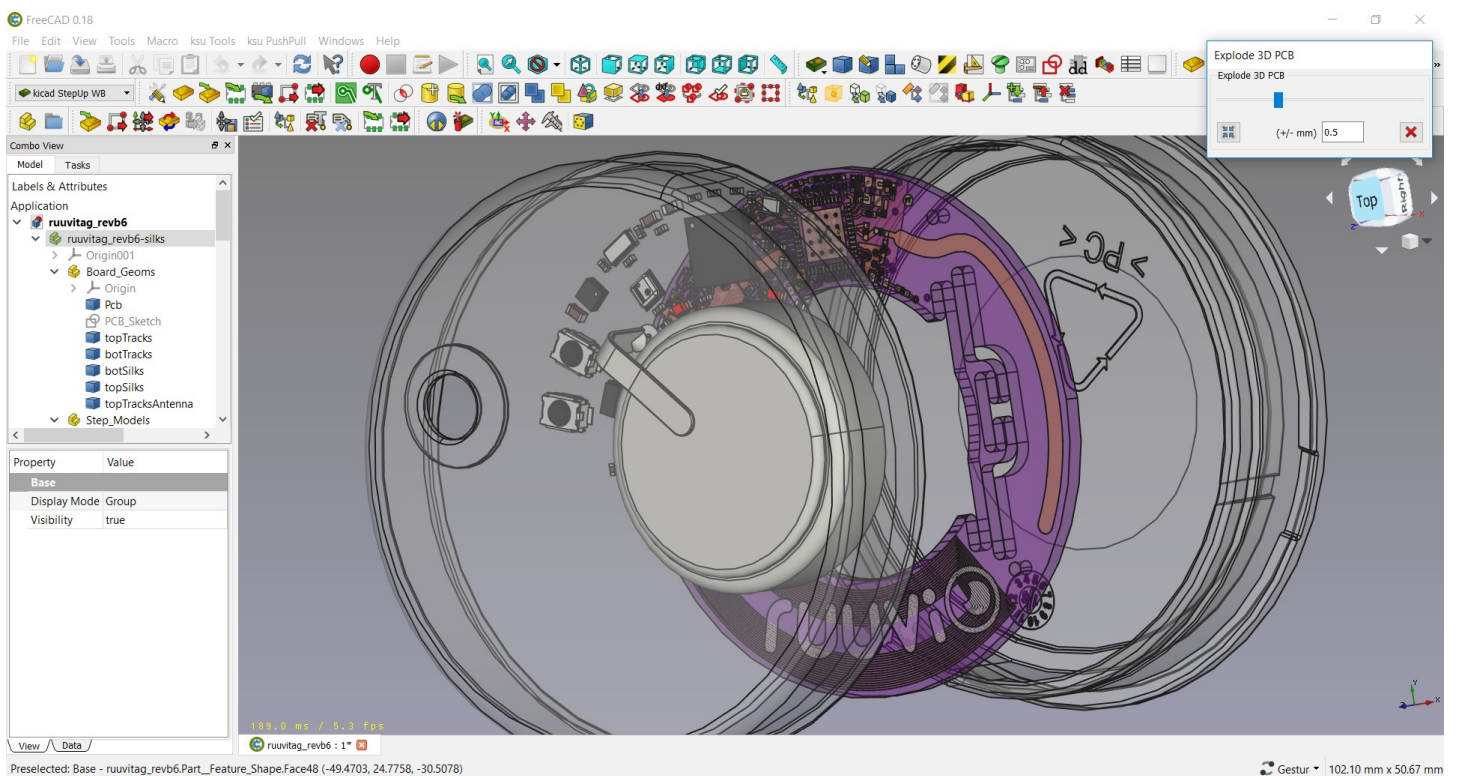 FreeCAD 0.18
File Edit View Tools Macro ksu Tools ksu PushPull Windows Help
Explode 3D PCB
Explode 3D PCB
(+/- mm) 0.5
kicad StepUp WB
Combo View
Model Tasks
Labels & Attributes
Application
ruuvitag_revb6
ruuvitag_revb6-silks
Origin001
Board_Geoms
Origin
Pcb
PCB_Sketch
topTracks
botTracks
botSilks
topSilks
topTracksAntenna
Step_Models
Property Value
Base
Display Mode Group
Visibility true
View Data
Top
Right
X
Z
> PC <
ruuvi
Y
X
Z
189.0 ms / 5.3 fps
ruuvitag_revb6 : 1*
Preselected: Base - ruuvitag_revb6.Part__Feature_Shape.Face48 (-49.4703, 24.7758, -30.5078)
Gestur 102.10 mm x 50.67 mm